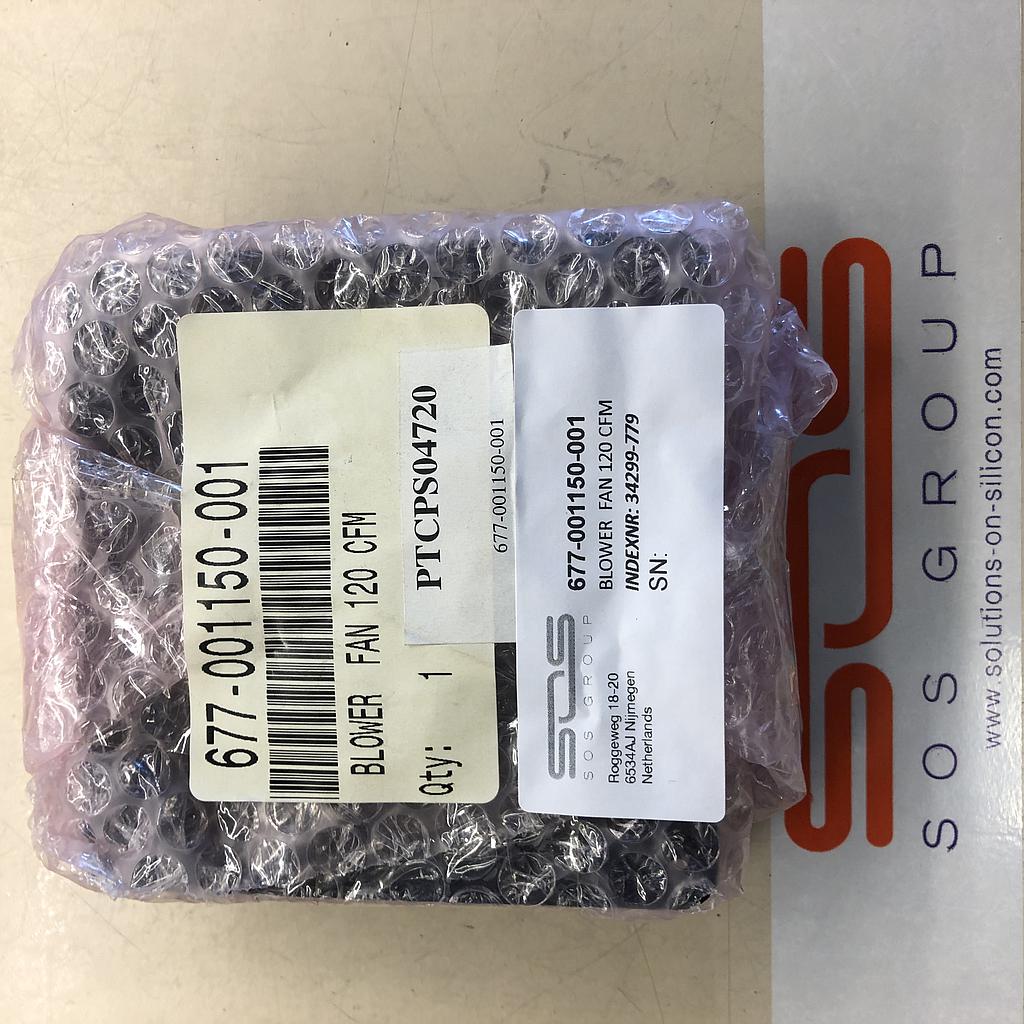 677-001150-001
BLOWER FAN 120 CFM
Qty: 1
PTCPS04720
677-001150-001
SOS
SOS GROUP
677-001150-001
BLOWER FAN 120 CFM
INDEXNR: 34299-779
SN:
Roggeweg 18-20
6534AJ Nijmegen
Netherlands
SOS
SOS GROUP
www.solutions-on-silicon.com